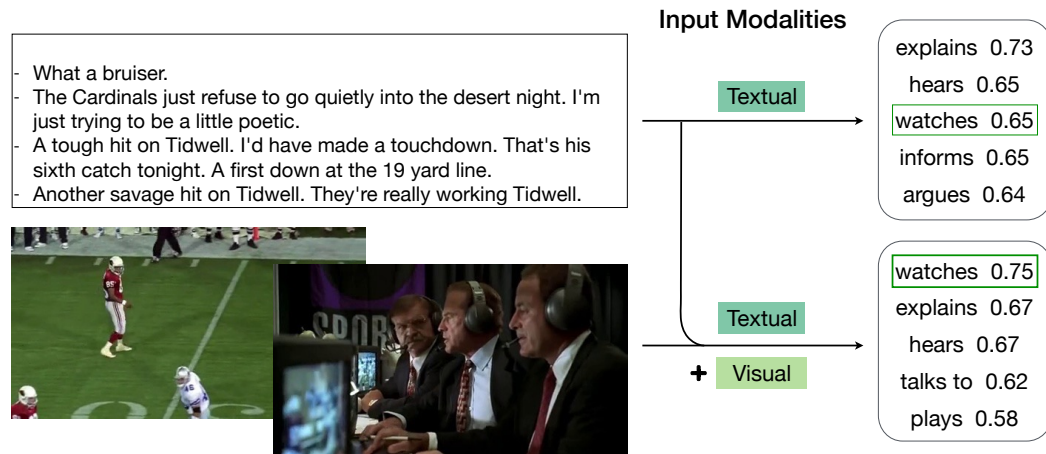 Input Modalities
- What a bruiser.
- The Cardinals just refuse to go quietly into the desert night. I'm
just trying to be a little poetic.
- A tough hit on Tidwell. I'd have made a touchdown. That's his
sixth catch tonight. A first down at the 19 yard line.
- Another savage hit on Tidwell. They're really working Tidwell.
Textual
explains 0.73
hears 0.65
watches 0.65
informs 0.65
argues 0.64
85
SPOR
Textual
+ Visual
watches 0.75
explains 0.67
hears 0.67
talks to 0.62
plays 0.58